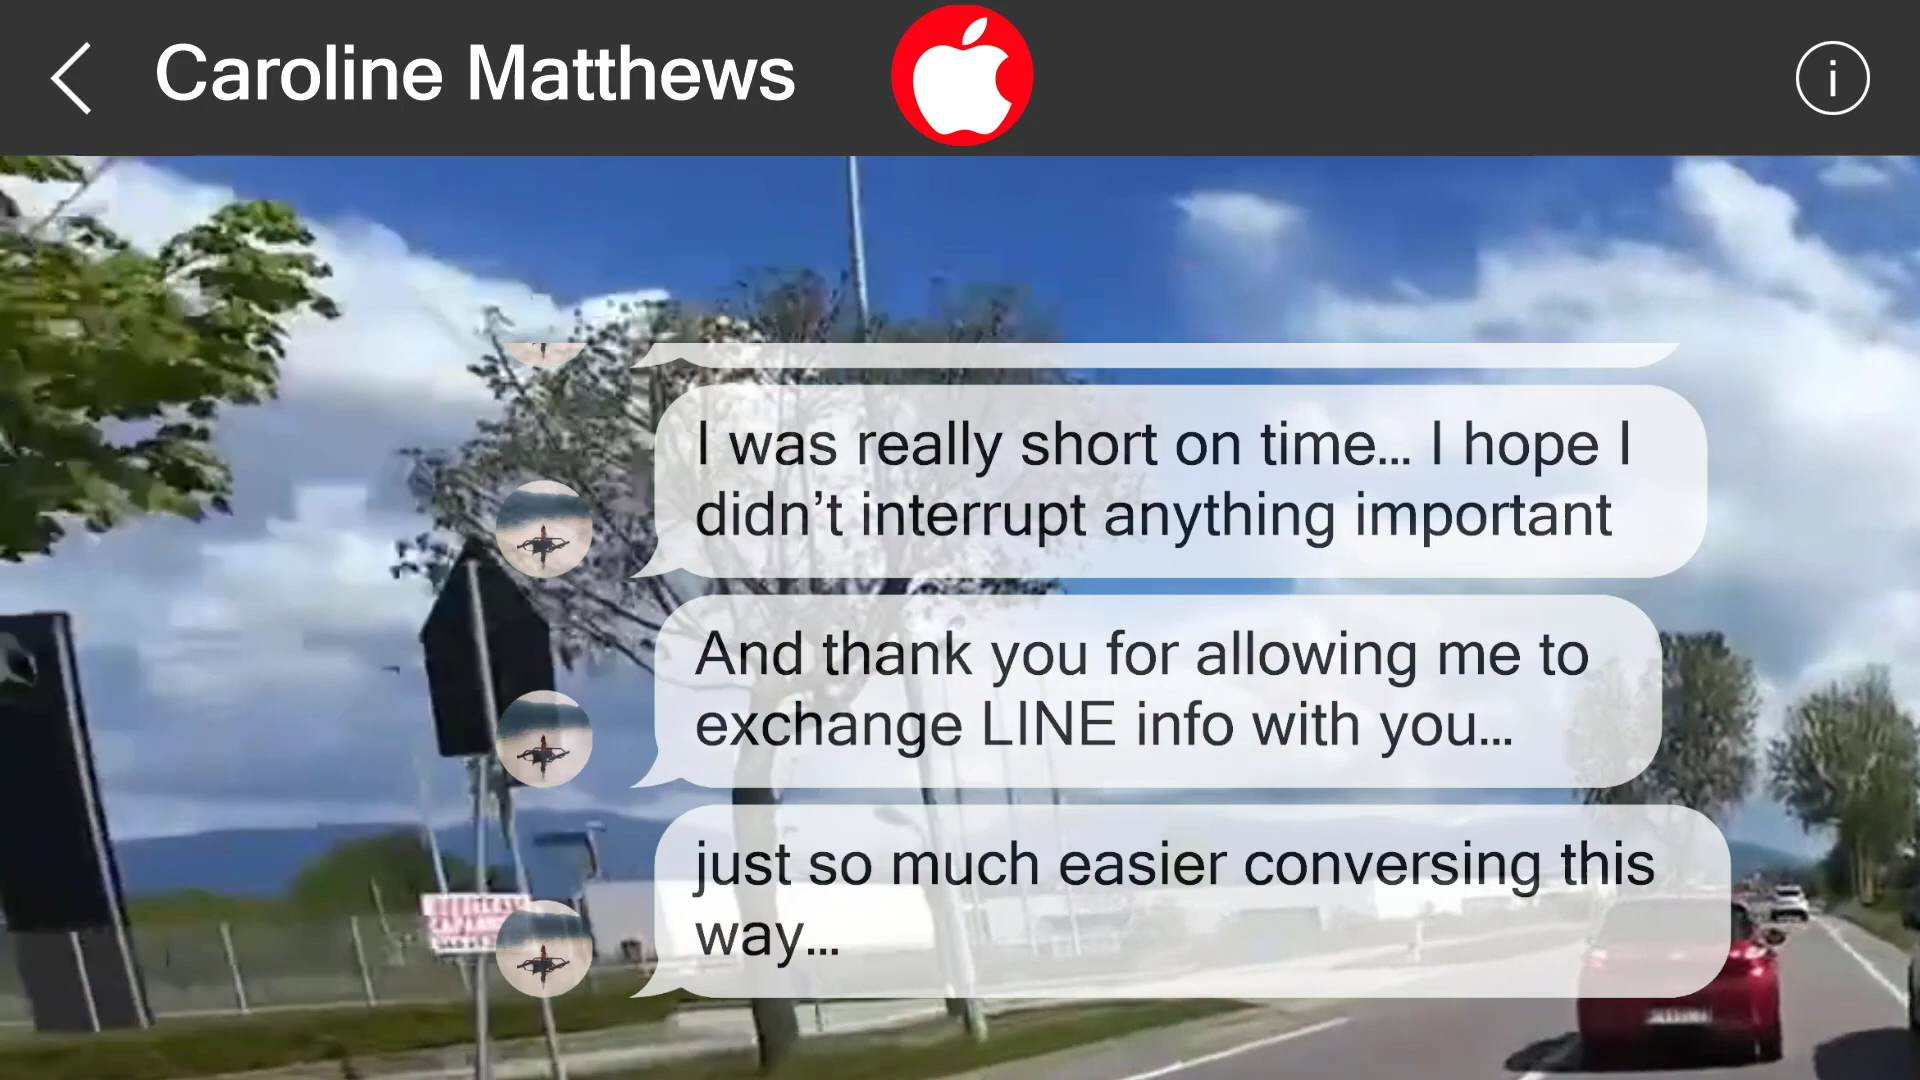 Caroline Matthews
I was really short on time... I hope I
didn’t interrupt anything important
And thank you for allowing me to
exchange LINE info with you...
just so much easier conversing this
way...